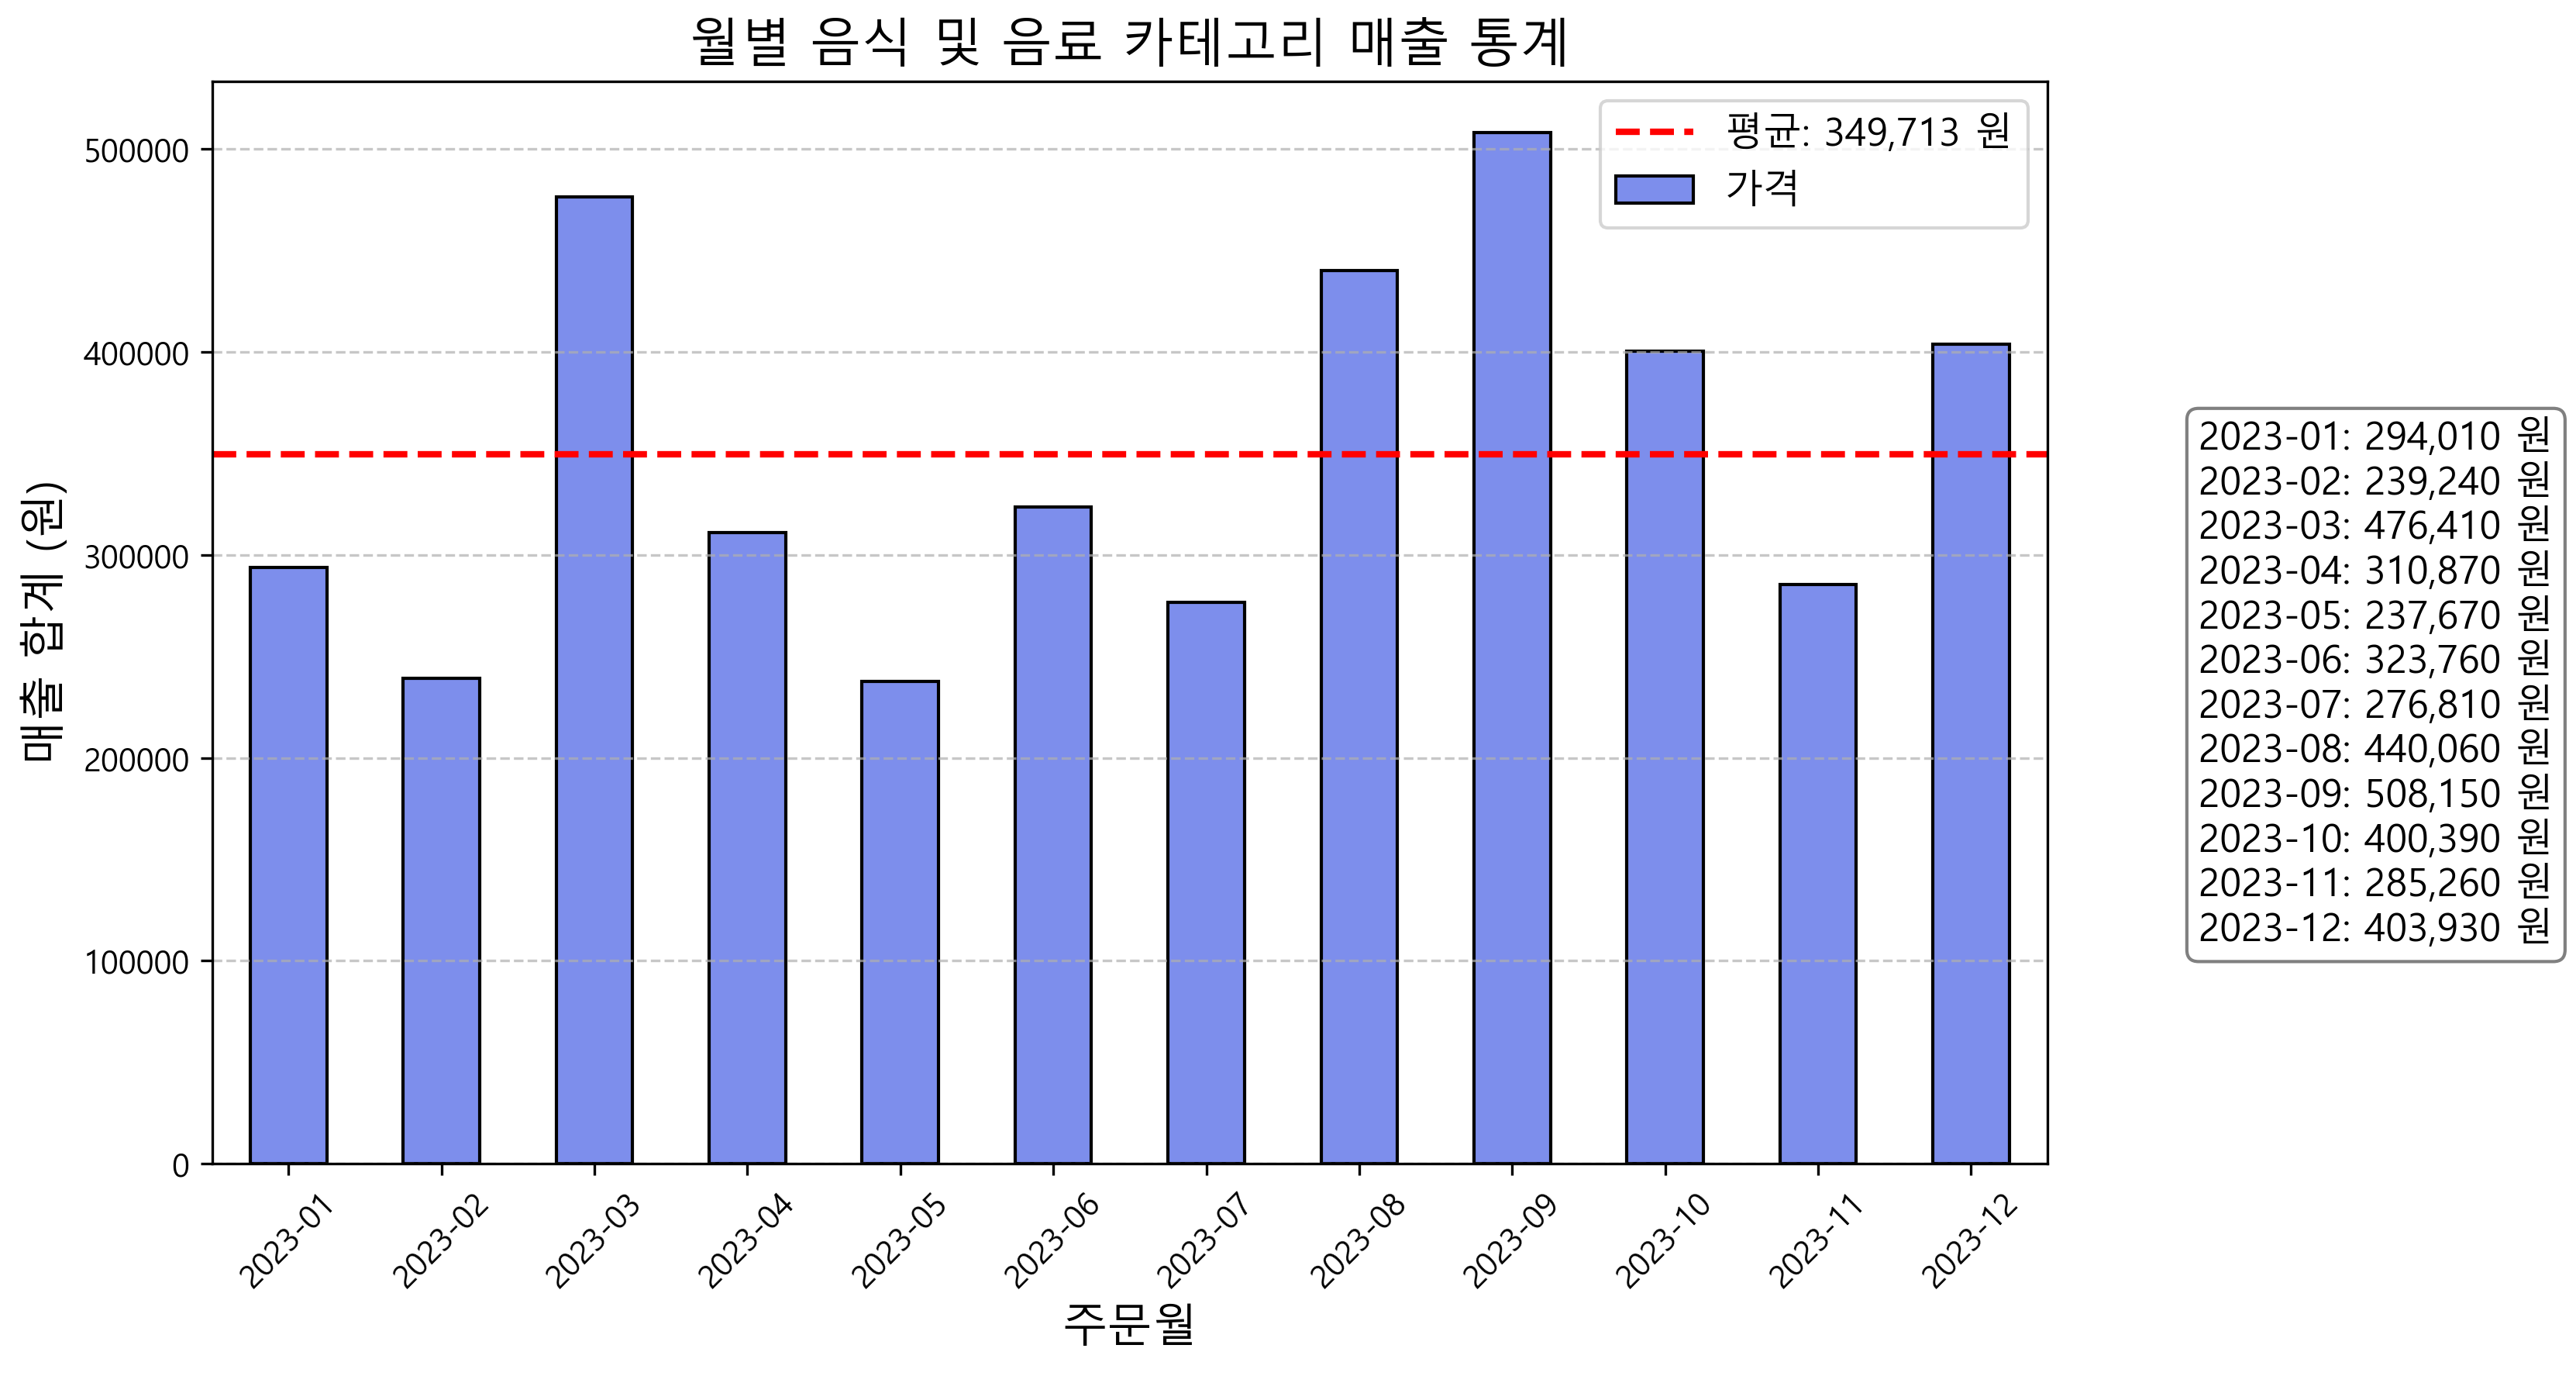 월별 음식 및 음료 카테고리 매출 통계
매출 합계 (원)
500000
400000
300000
200000
100000
0
평균: 349,713 원
가격
2023-01
2023-02
2023-03
2023-04
2023-05
2023-06
2023-07
2023-08
2023-09
2023-10
2023-11
2023-12
주문월
2023-01: 294,010 원
2023-02: 239,240 원
2023-03: 476,410 원
2023-04: 310,870 원
2023-05: 237,670 원
2023-06: 323,760 원
2023-07: 276,810 원
2023-08: 440,060 원
2023-09: 508,150 원
2023-10: 400,390 원
2023-11: 285,260 원
2023-12: 403,930 원